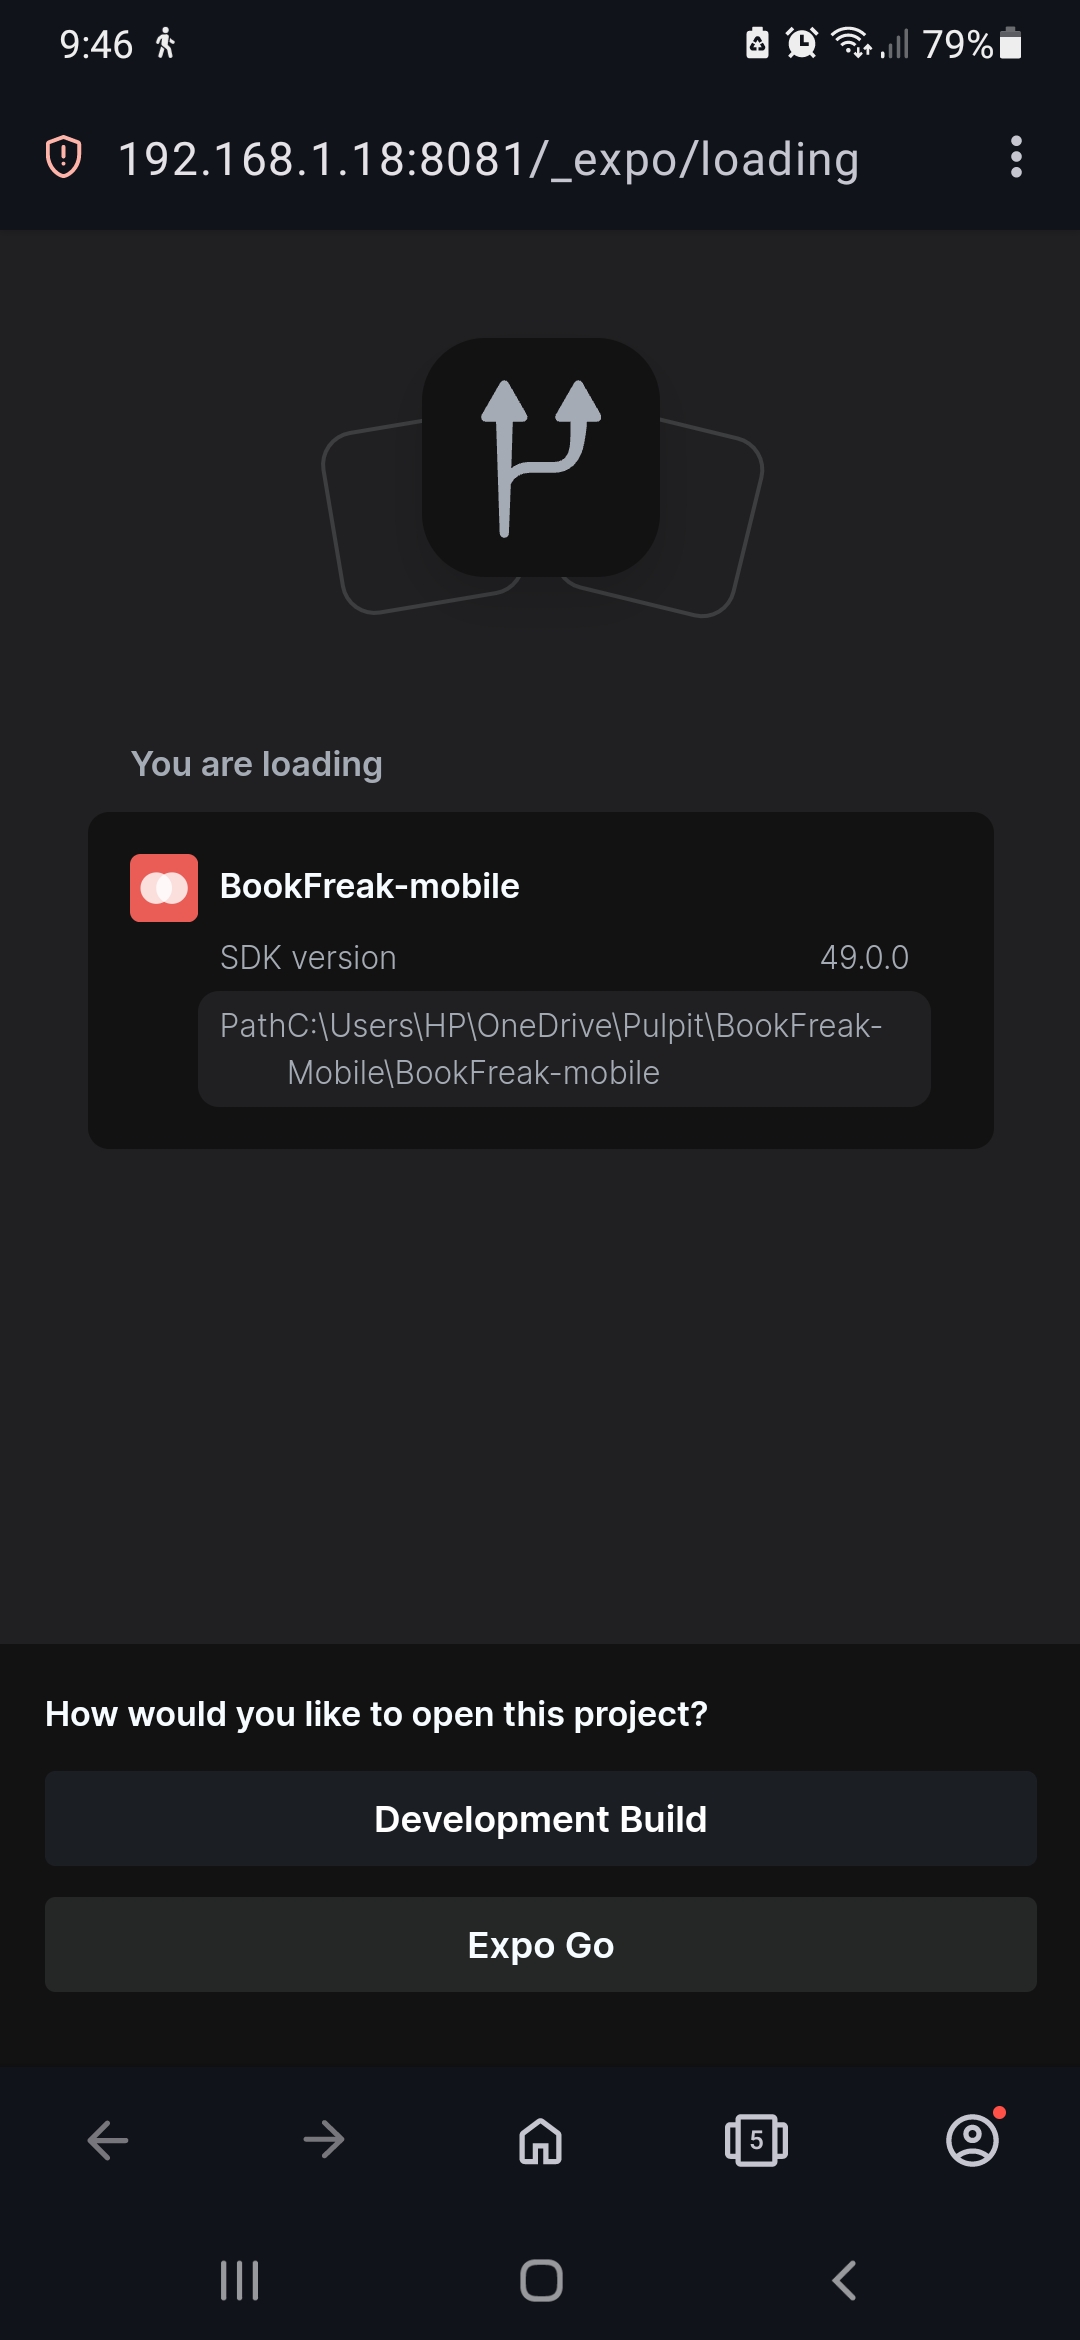 9:46
79%
192.168.1.18:8081/_expo/loading
You are loading
BookFreak-mobile
SDK version 49.0.0
PathC:\Users\HP\OneDrive\Pulpit\BookFreak-
Mobile\BookFreak-mobile
How would you like to open this project?
Development Build
Expo Go
5